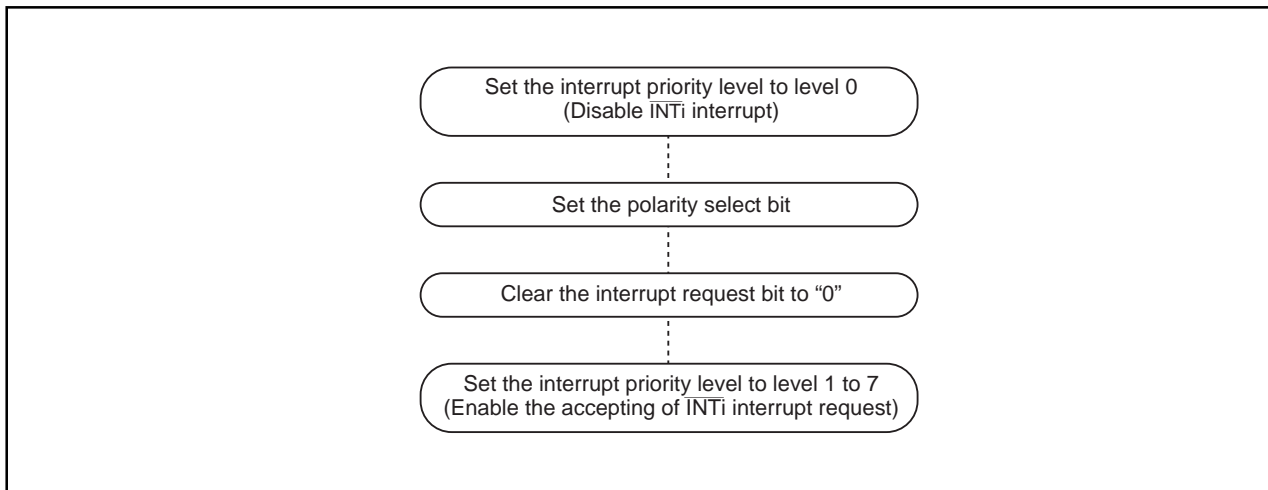 Set the interrupt priority level to level 0
(Disable I̅N̅T̅i interrupt)
Set the polarity select bit
Clear the interrupt request bit to “0”
Set the interrupt priority level to level 1 to 7
(Enable the accepting of I̅N̅T̅i interrupt request)